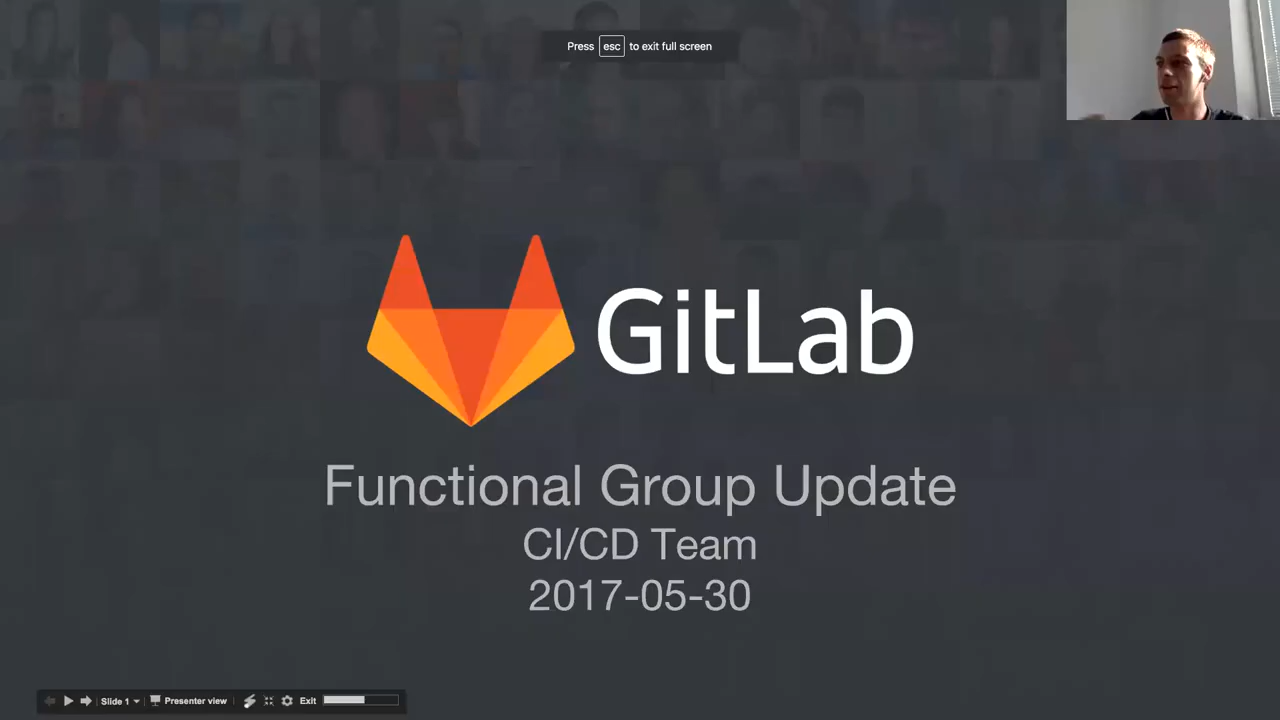 Press esc to exit full screen
GitLab
Functional Group Update
CI/CD Team
2017-05-30
Slide 1 Presenter view Exit